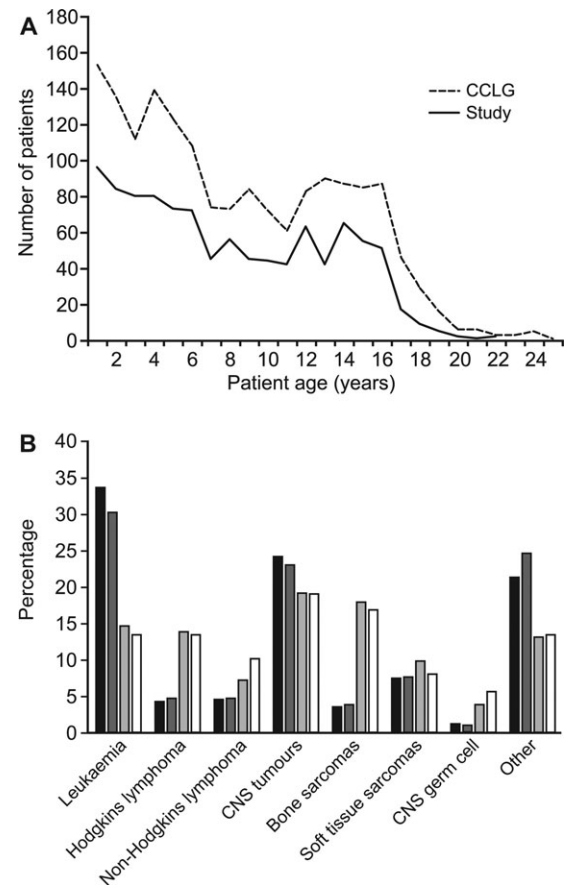 A
180
160
140
120
100
80
60
40
20
0
Number of patients
CCLG
Study
2 4 6 8 10 12 14 16 18 20 22 24
Patient age (years)
B
40
35
30
25
20
15
10
5
0
Percentage
Leukaemia
Hodgkins lymphoma
Non-Hodgkins lymphoma
CNS tumours
Bone sarcomas
Soft tissue sarcomas
CNS germ cell
Other